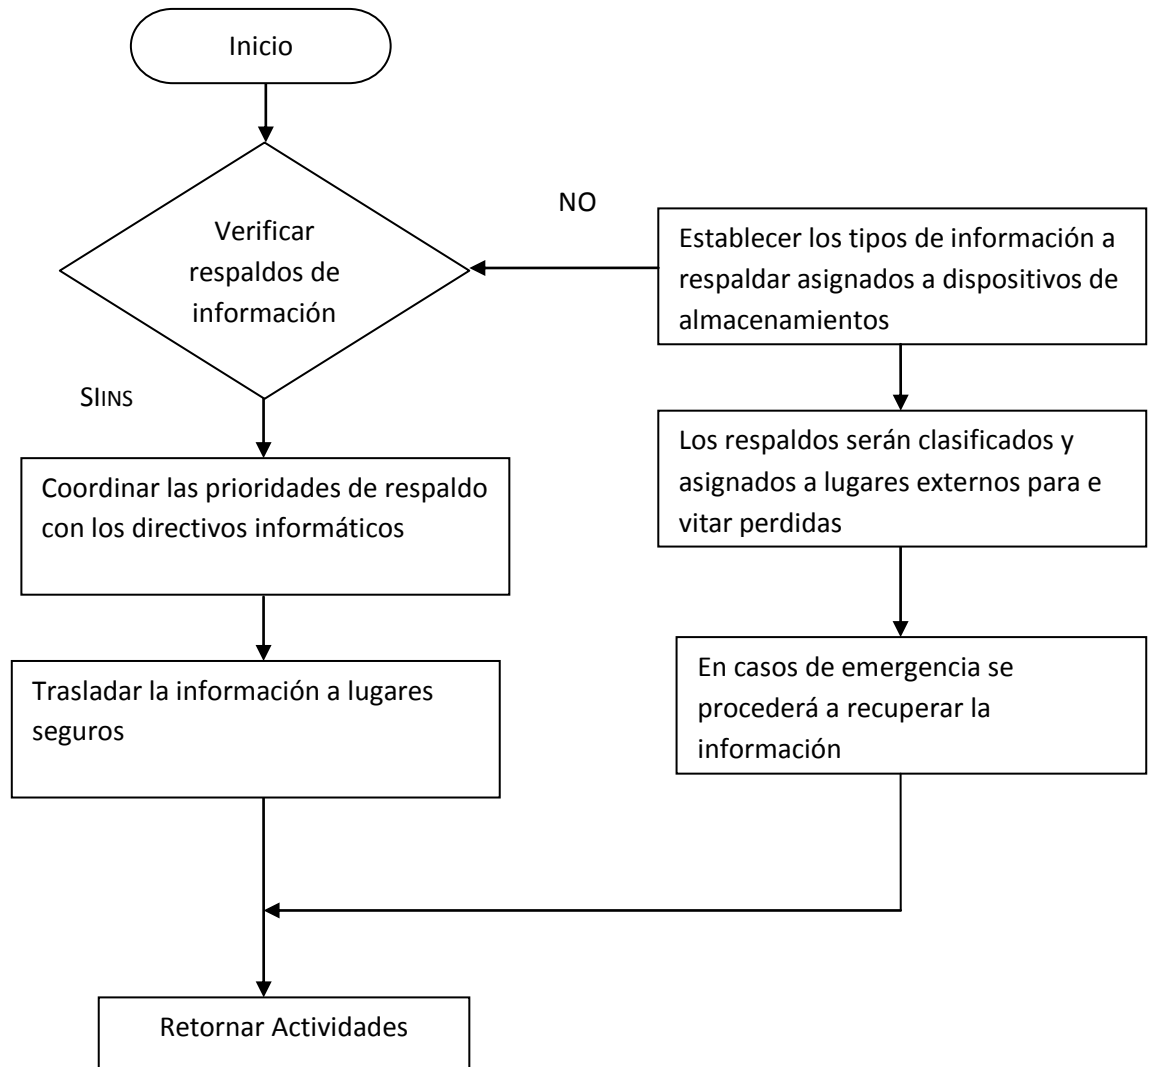 Inicio
Verificar
respaldos de
información
NO
Establecer los tipos de información a
respaldar asignados a dispositivos de
almacenamientos
SIINS
Coordinar las prioridades de respaldo
con los directivos informáticos
Los respaldos serán clasificados y
asignados a lugares externos para e
vitar perdidas
Trasladar la información a lugares
seguros
En casos de emergencia se
procederá a recuperar la
información
Retornar Actividades